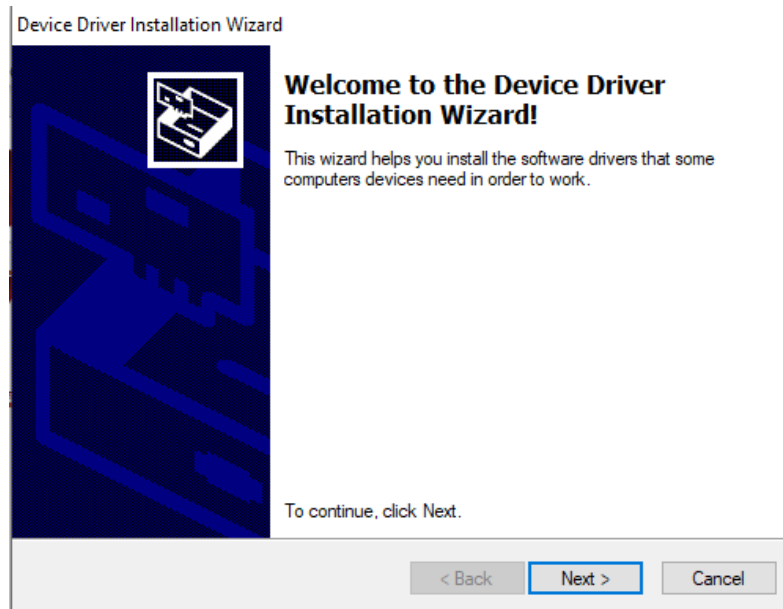 Device Driver Installation Wizard
Welcome to the Device Driver
Installation Wizard!
This wizard helps you install the software drivers that some
computers devices need in order to work.
To continue, click Next.
< Back
Next >
Cancel